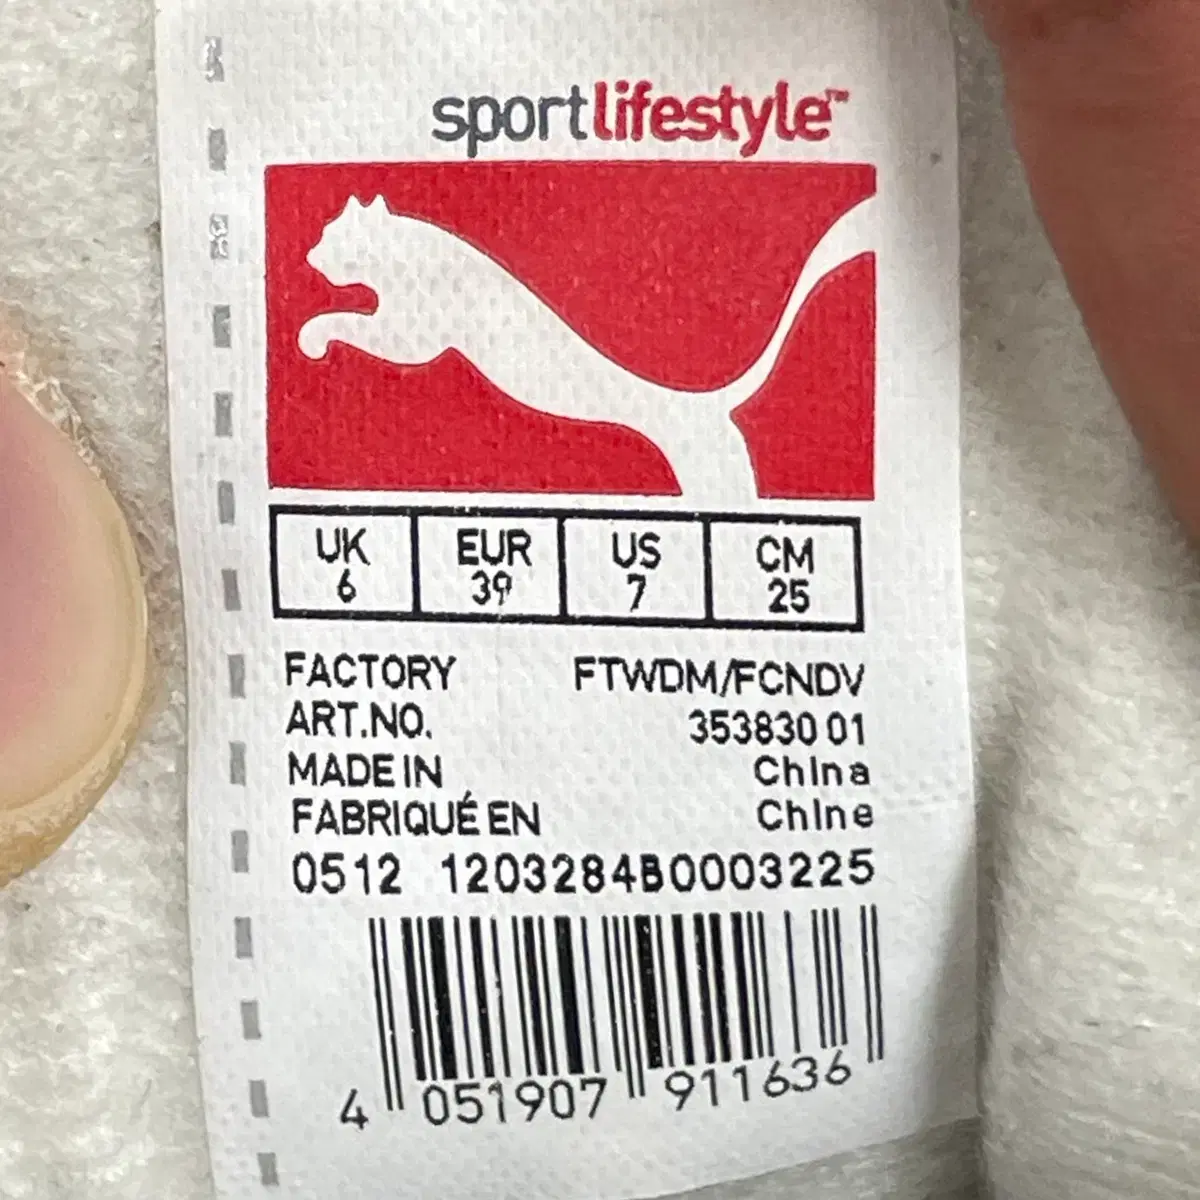 sportlifestyle™
UK EUR US CM
6 39 7 25
FACTORY FTWDM/FCNDV
ART.NO. 353830 01
MADE IN China
FABRIQUÉ EN Chine
0512 1203284B0003225
4 051907 911636